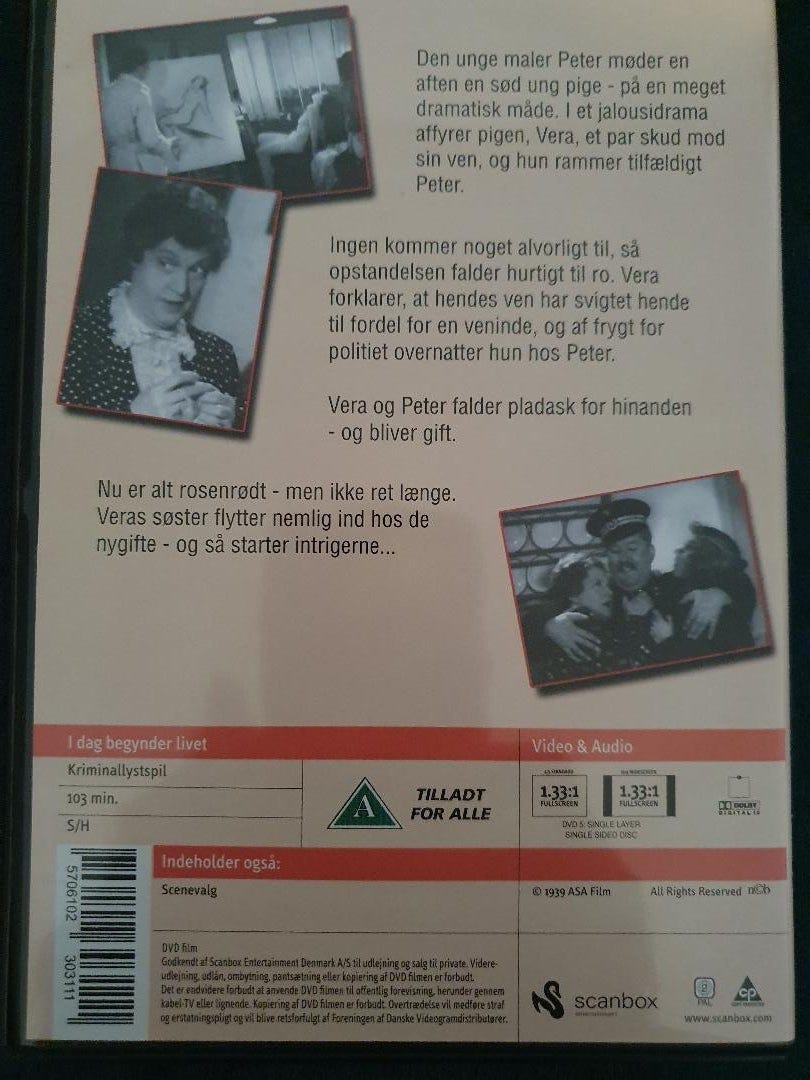 Den unge maler Peter møder en
aften en sød ung pige - på en meget
dramatisk måde. I et jalousidrama
affyrer pigen, Vera, et par skud mod
sin ven, og hun rammer tilfældigt
Peter.
Ingen kommer noget alvorligt til, så
opstandelsen falder hurtigt til ro. Vera
forklarer, at hendes ven har svigtet hende
til fordel for en veninde, og af frygt for
politiet overnatter hun hos Peter.
Vera og Peter falder pladask for hinanden
- og bliver gift.
Nu er alt rosenrødt - men ikke ret længe.
Veras søster flytter nemlig ind hos de
nygifte - og så starter intrigerne...
I dag begynder livet
Kriminallystspil
103 min.
S/H
A
TILLADT
FOR ALLE
Video & Audio
4:3 STANDARD
1.33:1
FULLSCREEN
16:9 WIDESCREEN
1.33:1
FULLSCREEN
DOLBY
DIGITAL
DVD 5: SINGLE LAYER
SINGLE SIDED DISC
Indeholder også:
Scenevalg
© 1939 ASA Film
All Rights Reserved
n©b
DVD film
Godkendt af Scanbox Entertainment Denmark A/S til udlejning og salg til private. Videre-
udlejning, udlån, ombytning, pantsætning eller kopiering af DVD filmen er forbudt.
Det er endvidere forbudt at anvende DVD filmen til offentlig forevisning, herunder gennem
kabel-TV eller lignende. Kopiering af DVD filmen er forbudt. Overtrædelse vil medføre straf
og erstatningspligt og vil blive retsforfulgt af Foreningen af Danske Videogramdistributører.
5706102 303111
scanbox
ENTERTAINMENT
2
PAL
CP
www.scanbox.com